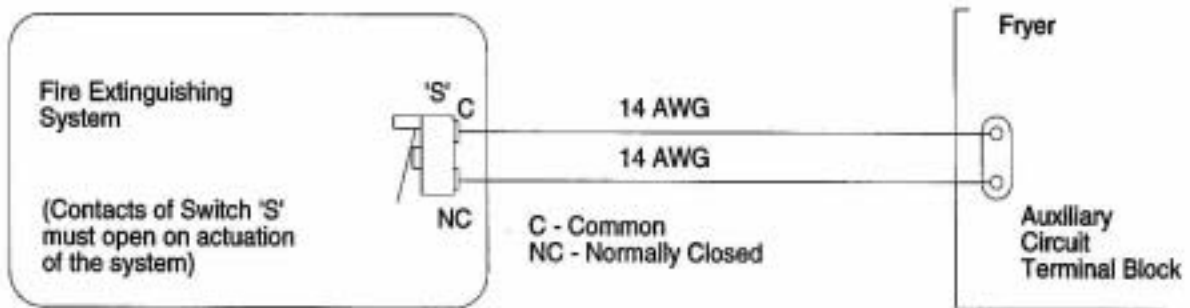 Fryer
Fire Extinguishing
System
'S'
C
14 AWG
14 AWG
(Contacts of Switch 'S'
must open on actuation
of the system)
NC
C - Common
NC - Normally Closed
Auxiliary
Circuit
Terminal Block